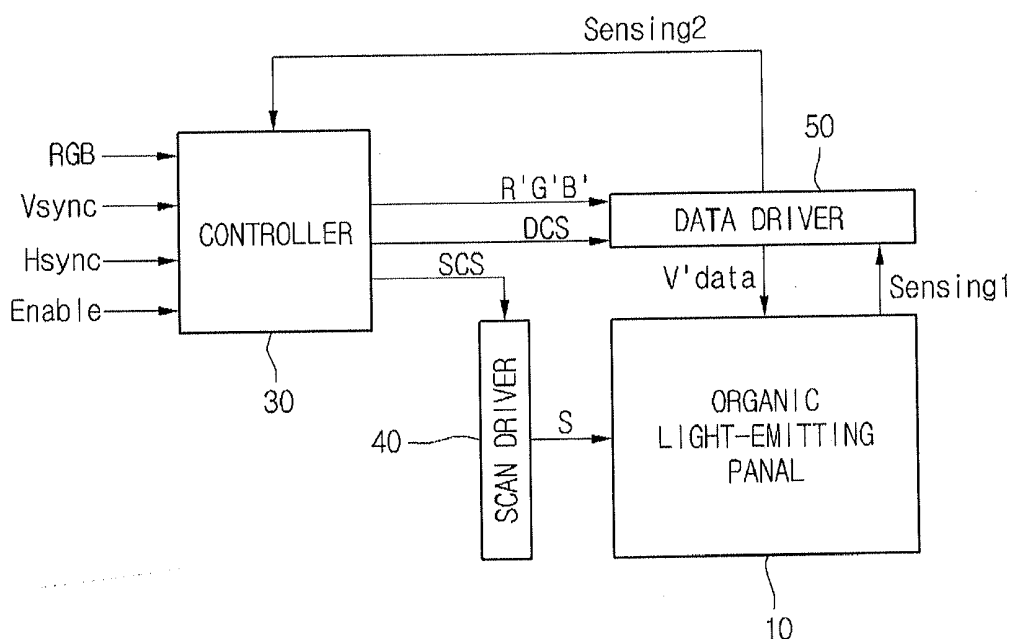 Sensing2
50
RGB
Vsync
Hsync
Enable
CONTROLLER
R'G'B'
DCS
SCS
DATA DRIVER
V'data
Sensing1
30
40
SCAN DRIVER
S
ORGANIC
LIGHT-EMITTING
PANAL
10